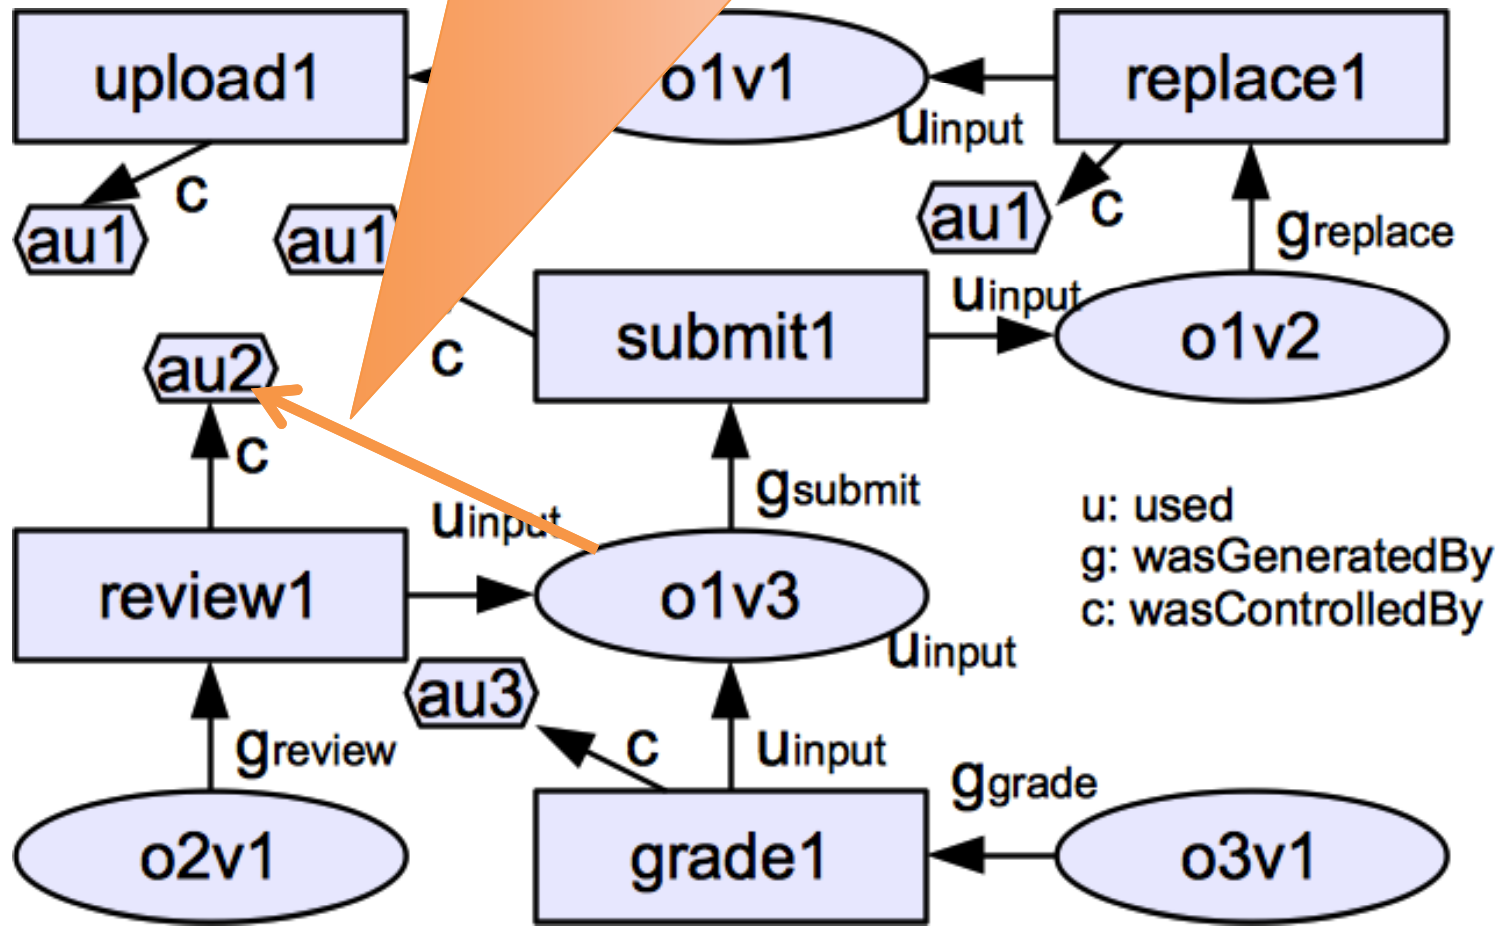 upload1
o1v1
replace1
uinput
c
c
au1
au1
au1
greplace
uinput
submit1
o1v2
c
au2
c
gsubmit
uinput
u: used
g: wasGeneratedBy
c: wasControlledBy
review1
o1v3
uinput
au3
greview
c
uinput
ggrade
o2v1
grade1
o3v1